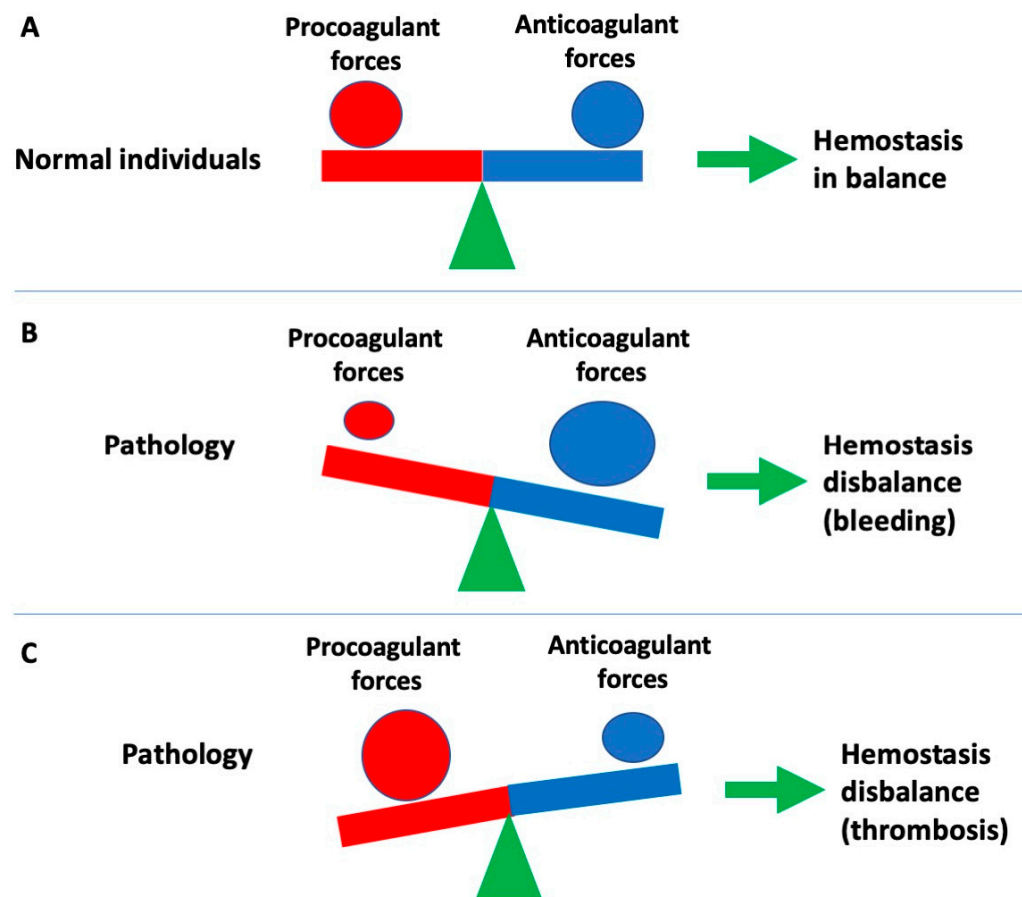 A
Procoagulant
forces
Anticoagulant
forces
Normal individuals
Hemostasis
in balance
B
Procoagulant
forces
Anticoagulant
forces
Pathology
Hemostasis
disbalance
(bleeding)
C
Procoagulant
forces
Anticoagulant
forces
Pathology
Hemostasis
disbalance
(thrombosis)